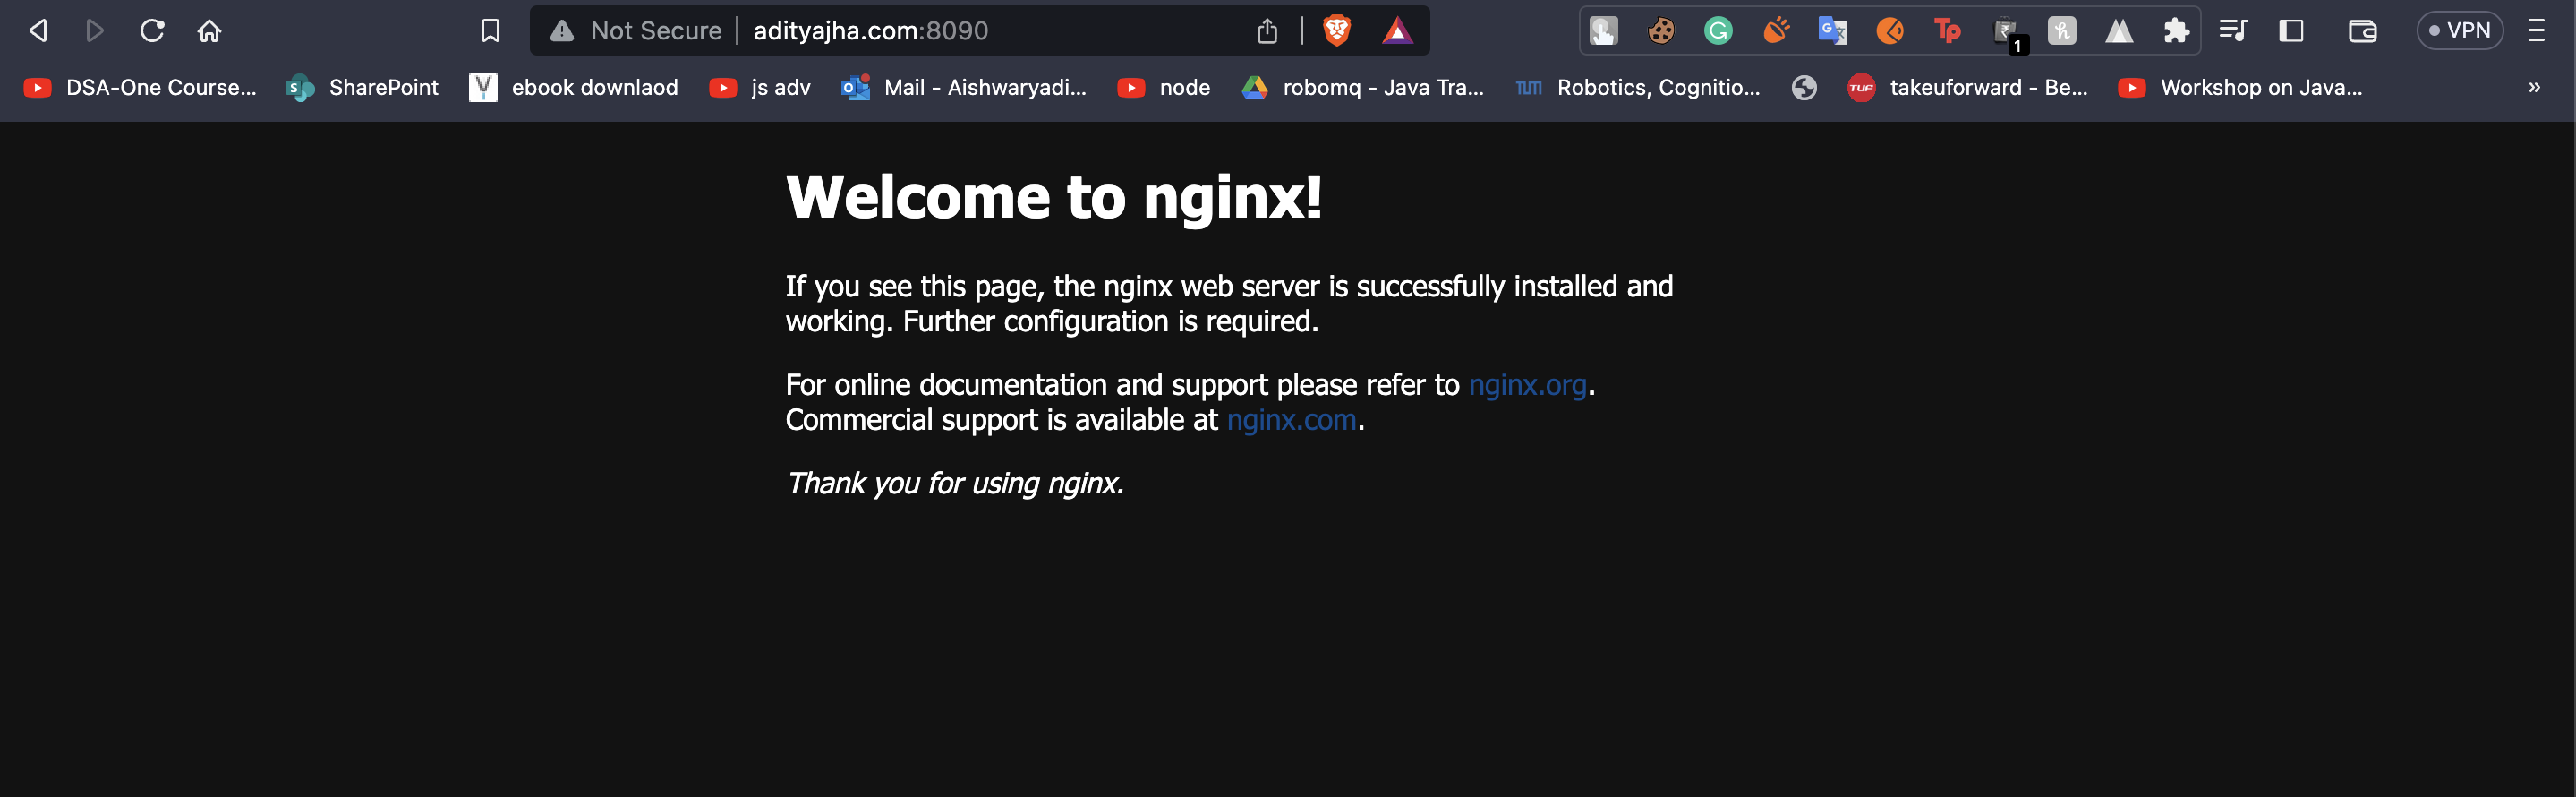 Not Secure adityajha.com:8090 1 VPN
DSA-One Course... SharePoint ebook downlaod js adv Mail - Aishwaryadi... node robomq - Java Tra... Robotics, Cognitio... takeuforward - Be... Workshop on Java... »
Welcome to nginx!
If you see this page, the nginx web server is successfully installed and
working. Further configuration is required.
For online documentation and support please refer to nginx.org.
Commercial support is available at nginx.com.
Thank you for using nginx.